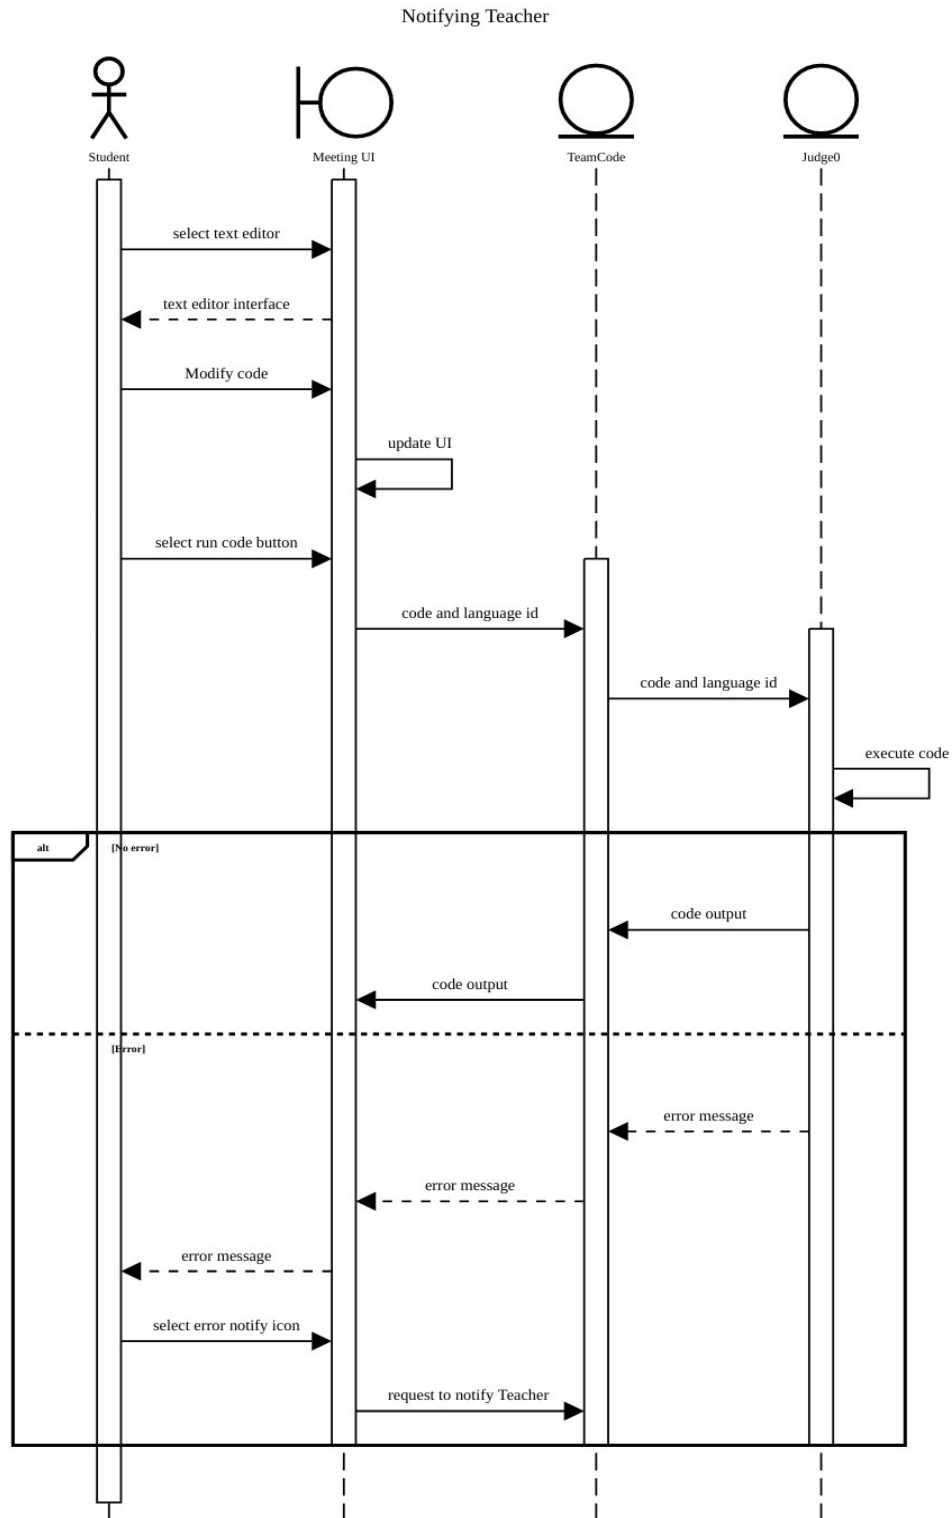 Notifying Teacher
Student
Meeting UI
TeamCode
Judge0
select text editor
text editor interface
Modify code
update UI
select run code button
code and language id
code and language id
execute code
alt
[No error]
code output
code output
[Error]
error message
error message
error message
select error notify icon
request to notify Teacher